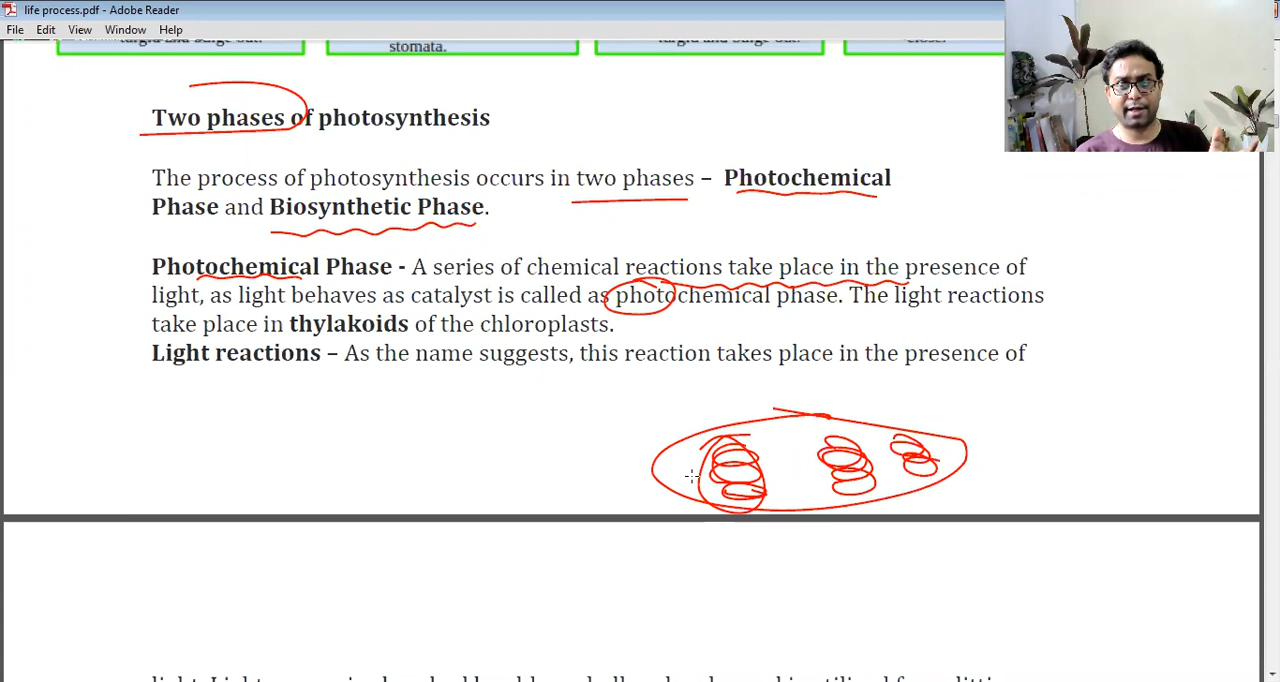 life process.pdf - Adobe Reader
File Edit View Window Help
stomata.
Two phases of photosynthesis
The process of photosynthesis occurs in two phases – Photochemical
Phase and Biosynthetic Phase.
Photochemical Phase - A series of chemical reactions take place in the presence of
light, as light behaves as catalyst is called as photochemical phase. The light reactions
take place in thylakoids of the chloroplasts.
Light reactions – As the name suggests, this reaction takes place in the presence of